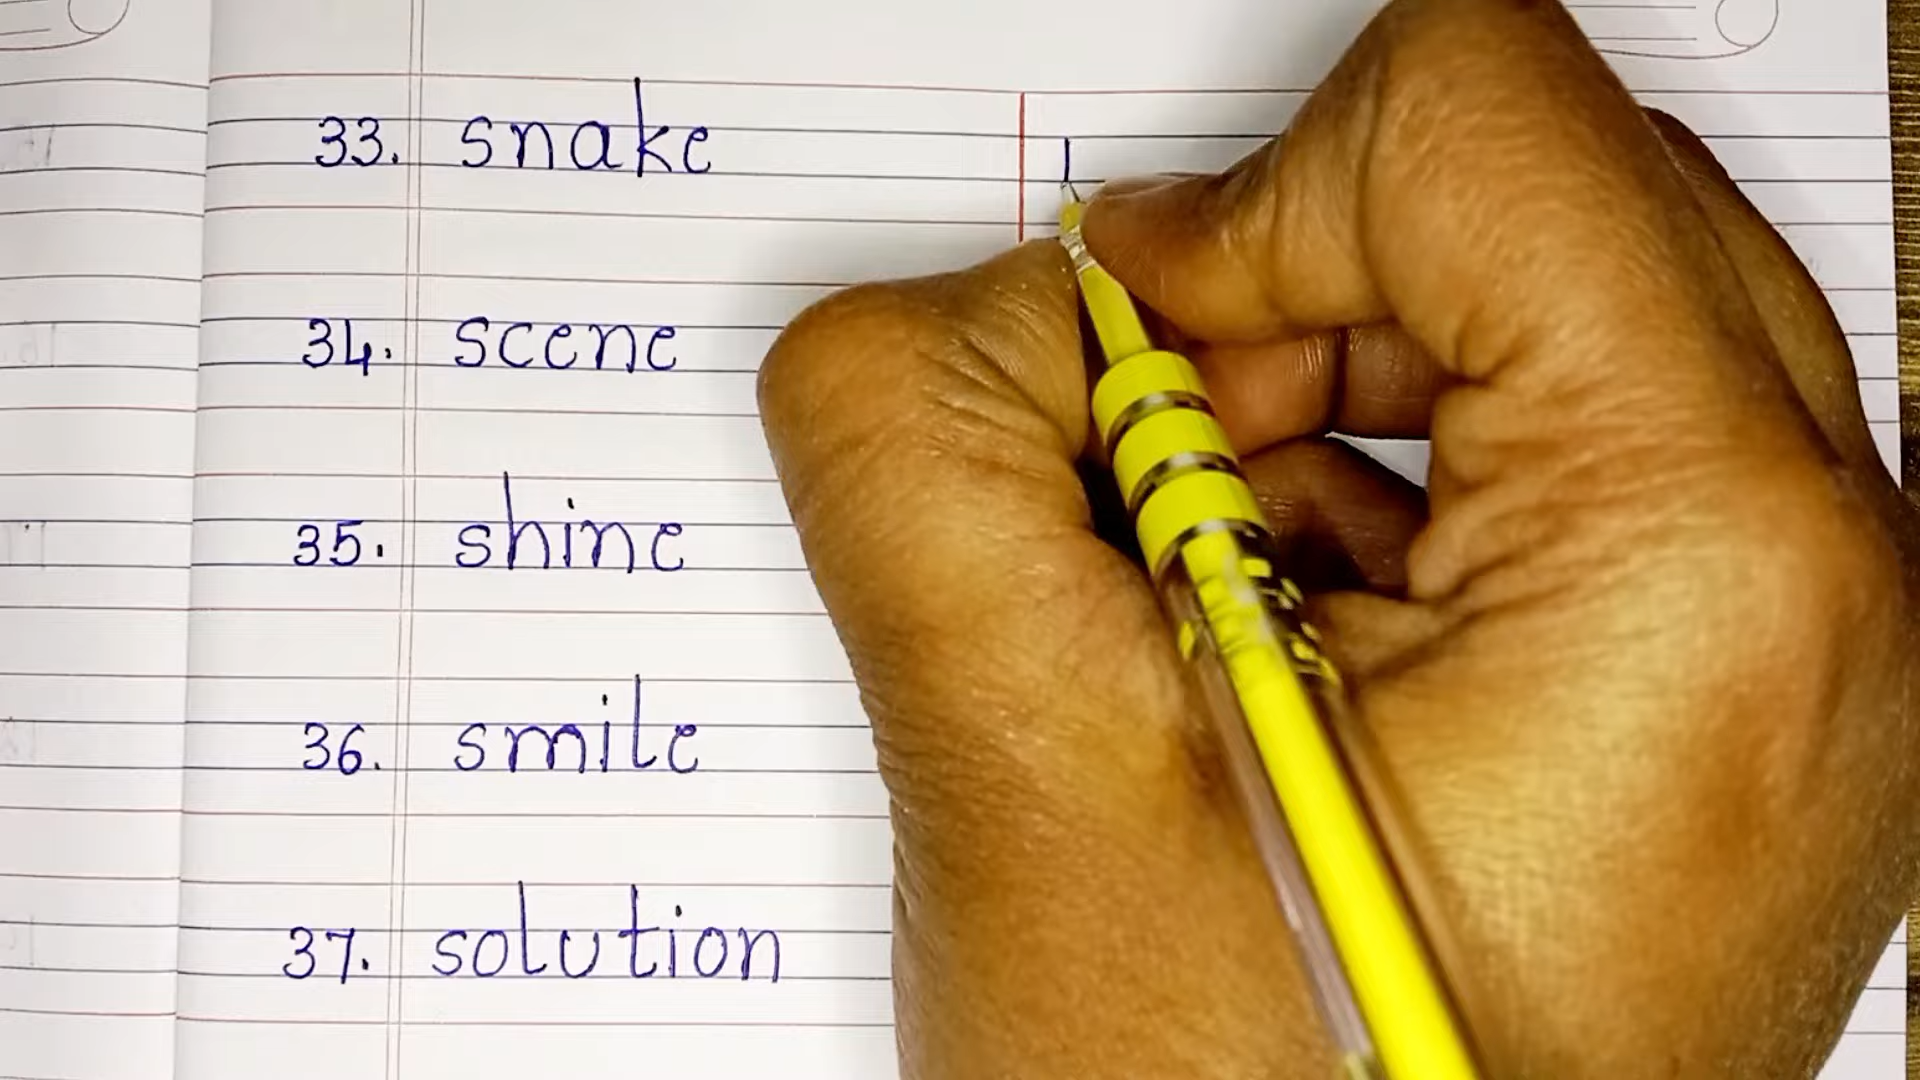 33. snake
34. scene
35. shine
36. smile
37. solution